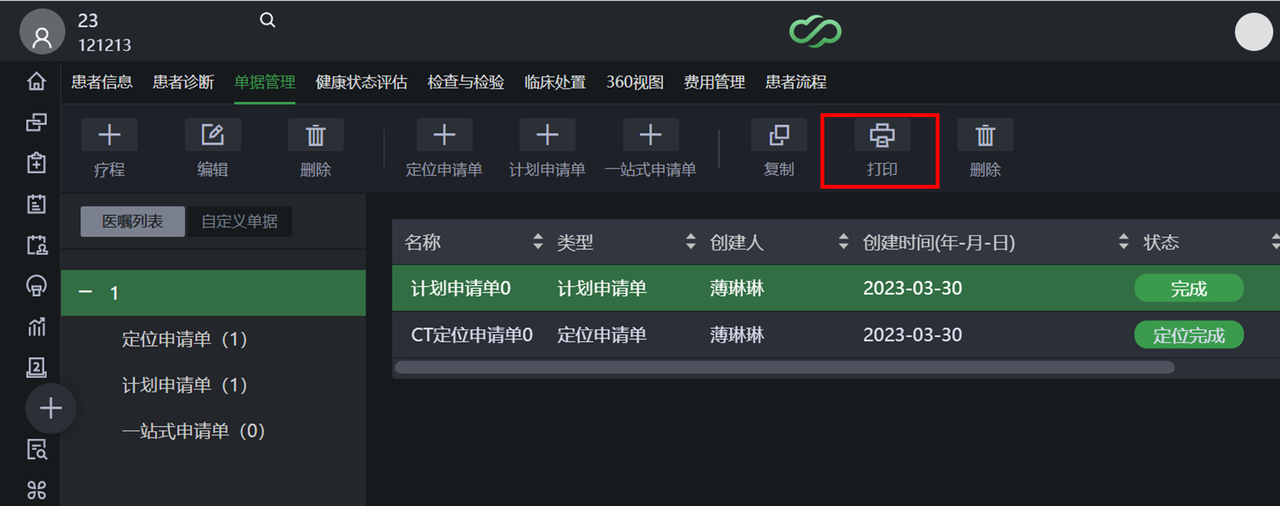 23
121213
患者信息 患者诊断 单据管理 健康状态评估 检查与检验 临床处置 360视图 费用管理 患者流程
疗程 编辑 删除 定位申请单 计划申请单 一站式申请单 复制 打印 删除
医嘱列表 自定义单据
名称 类型 创建人 创建时间(年-月-日) 状态
1
计划申请单0 计划申请单 薄琳琳 2023-03-30 完成
定位申请单（1）
CT定位申请单0 定位申请单 薄琳琳 2023-03-30 定位完成
计划申请单（1）
一站式申请单（0）
2